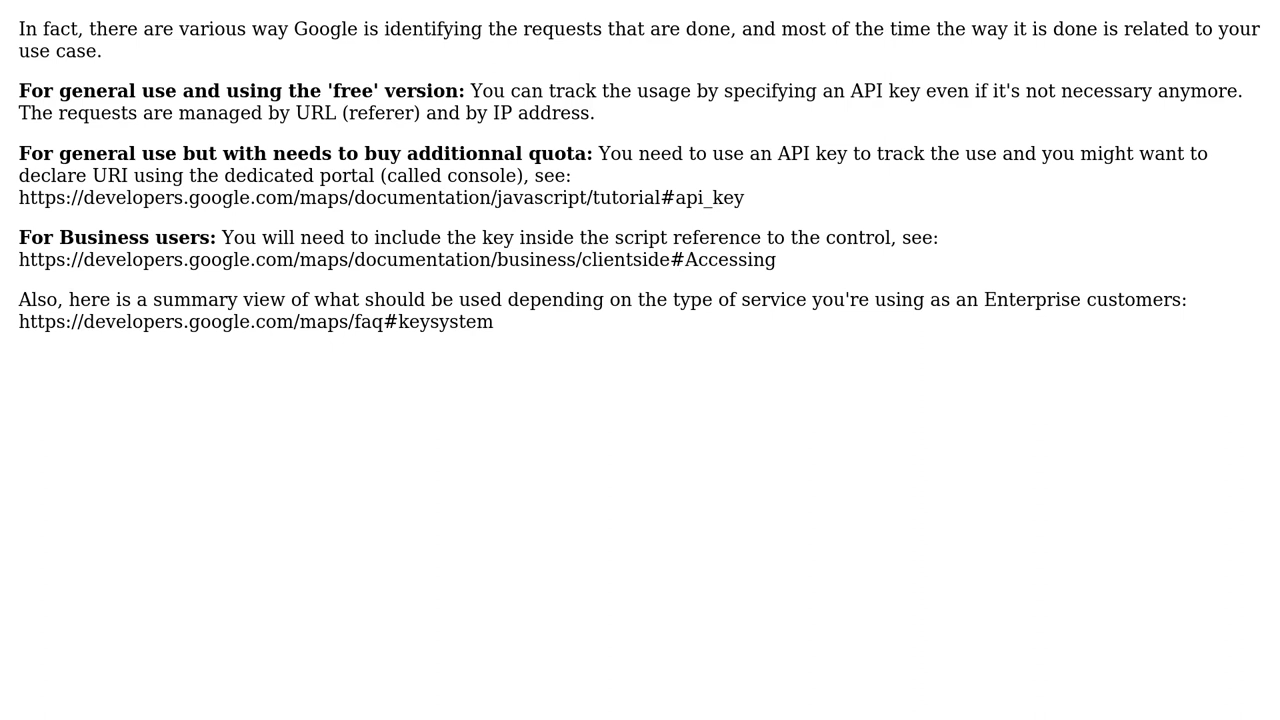 In fact, there are various way Google is identifying the requests that are done, and most of the time the way it is done is related to your
use case.
For general use and using the 'free' version: You can track the usage by specifying an API key even if it's not necessary anymore.
The requests are managed by URL (referer) and by IP address.
For general use but with needs to buy additionnal quota: You need to use an API key to track the use and you might want to
declare URI using the dedicated portal (called console), see:
https://developers.google.com/maps/documentation/javascript/tutorial#api_key
For Business users: You will need to include the key inside the script reference to the control, see:
https://developers.google.com/maps/documentation/business/clientside#Accessing
Also, here is a summary view of what should be used depending on the type of service you're using as an Enterprise customers:
https://developers.google.com/maps/faq#keysystem